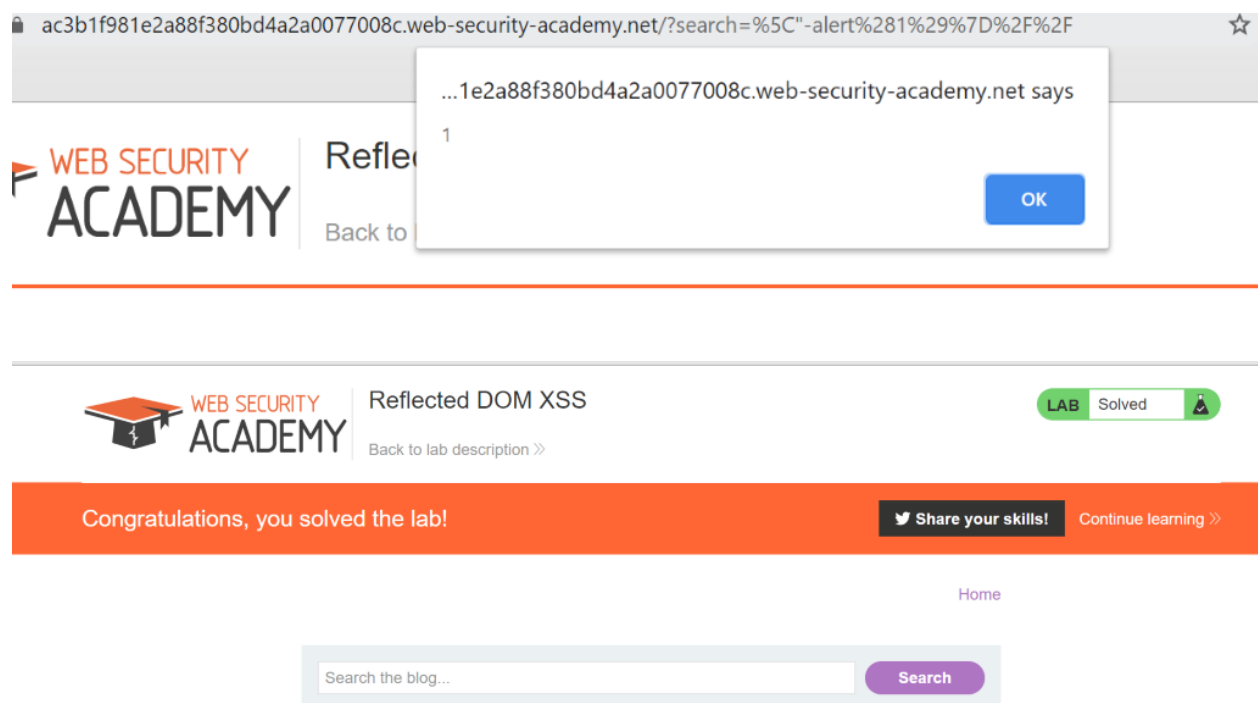 ac3b1f981e2a88f380bd4a2a0077008c.web-security-academy.net/?search=%5C"-alert%281%29%7D%2F%2F
...1e2a88f380bd4a2a0077008c.web-security-academy.net says
1
OK
WEB SECURITY
ACADEMY
Reflec
Back to
WEB SECURITY
ACADEMY
Reflected DOM XSS
Back to lab description
LAB Solved
Congratulations, you solved the lab!
Share your skills!
Continue learning
Home
Search the blog...
Search